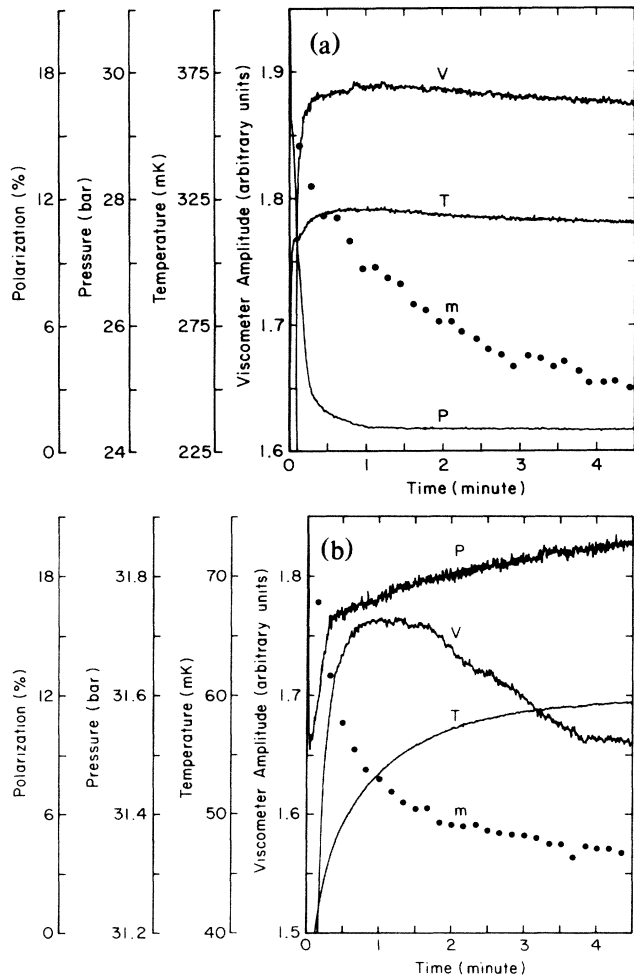 (a)
18 30 375 1.9
V
12 28 325 1.8
T
6 26 275 1.7
m
P
0 24 225 1.6
Polarization (%)
Pressure (bar)
Temperature (mK)
Viscometer Amplitude (arbitrary units)
0 1 2 3 4
Time (minute)
(b)
P
18 31.8 70 1.8
V
12 31.6 60 1.7
T
6 31.4 50 1.6
m
0 31.2 40 1.5
Polarization (%)
Pressure (bar)
Temperature (mK)
Viscometer Amplitude (arbitrary units)
0 1 2 3 4
Time (minute)